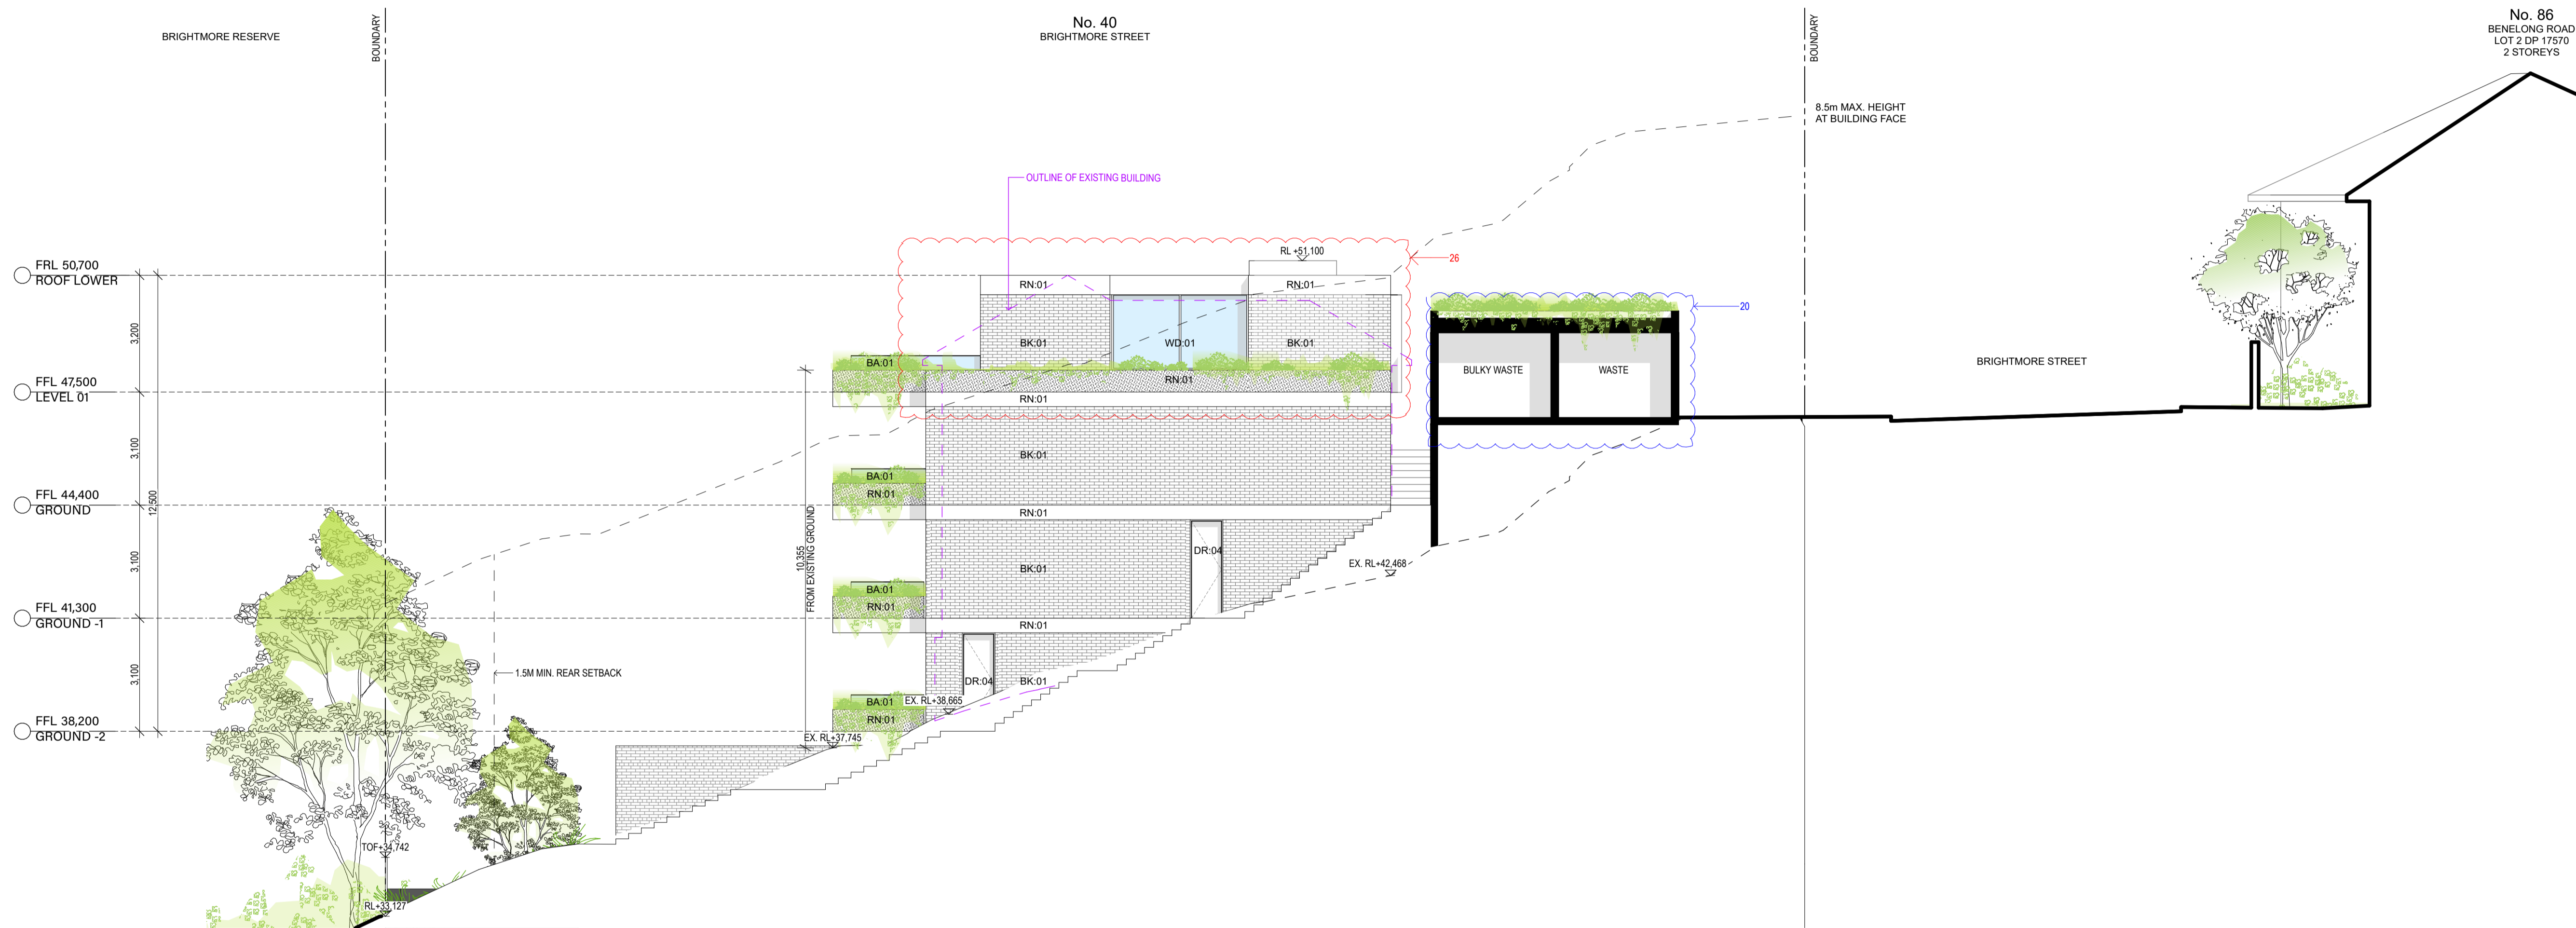 No. 40
BRIGHTMORE STREET
BRIGHTMORE RESERVE
BOUNDARY
BOUNDARY
No. 86
BENELONG ROAD
LOT 2 DP 17570
2 STOREYS
8.5m MAX. HEIGHT
AT BUILDING FACE
OUTLINE OF EXISTING BUILDING
RL +51,100
26
FRL 50,700
ROOF LOWER
RN:01
RN:01
20
3,200
BK:01
WD:01
BK:01
BA:01
BULKY WASTE
WASTE
BRIGHTMORE STREET
RN:01
FFL 47,500
LEVEL 01
RN:01
3,100
BK:01
BA:01
RN:01
FFL 44,400
GROUND
12,500
RN:01
3,100
10,355
FROM EXISTING GROUND
DR:04
BK:01
EX. RL+42,468
BA:01
RN:01
FFL 41,300
GROUND -1
RN:01
3,100
1.5M MIN. REAR SETBACK
DR:04
BK:01
BA:01
EX. RL+38,665
RN:01
FFL 38,200
GROUND -2
EX. RL+37,745
TOF+34,742
RL+33,127